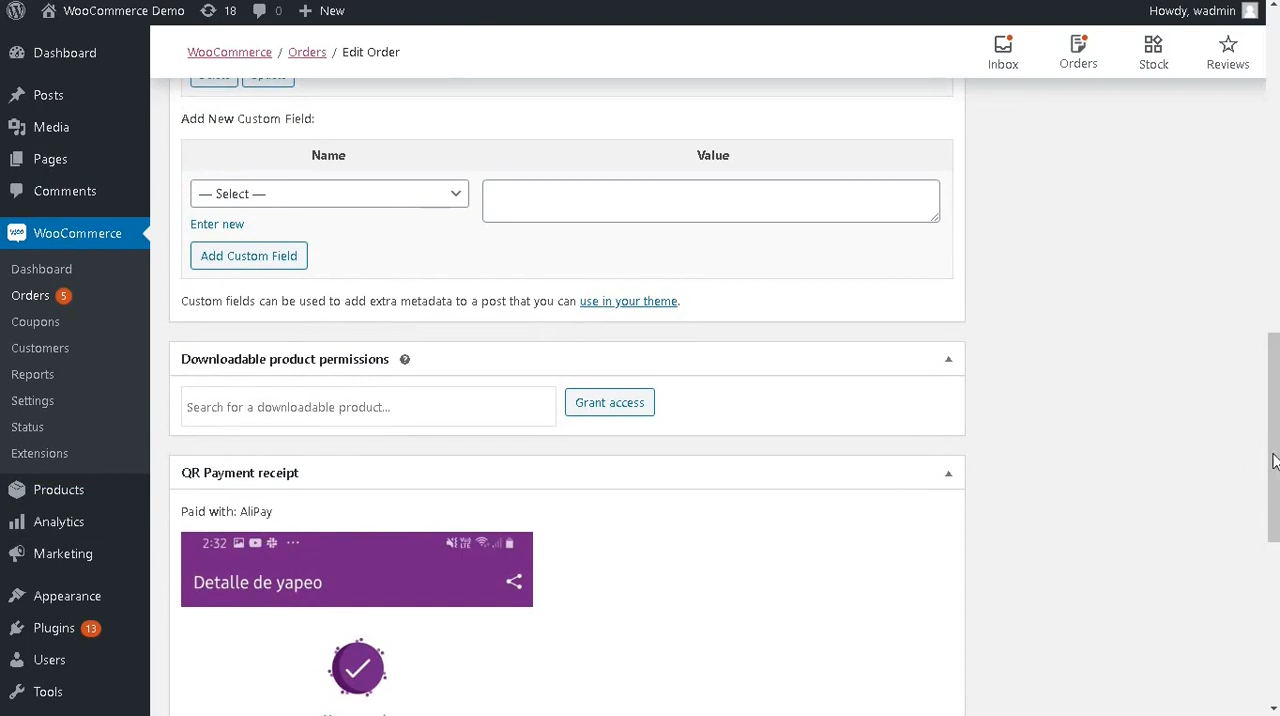 WooCommerce Demo 18 0 New Howdy, wadmin
WooCommerce / Orders / Edit Order
Inbox Orders Stock Reviews
Dashboard
Posts
Media
Pages
Comments
WooCommerce
Dashboard
Orders 5
Coupons
Customers
Reports
Settings
Status
Extensions
Products
Analytics
Marketing
Appearance
Plugins 13
Users
Tools
Add New Custom Field:
Name Value
— Select —
Enter new
Add Custom Field
Custom fields can be used to add extra metadata to a post that you can use in your theme.
Downloadable product permissions ?
Search for a downloadable product...
Grant access
QR Payment receipt
Paid with: AliPay
2:32
Detalle de yapeo